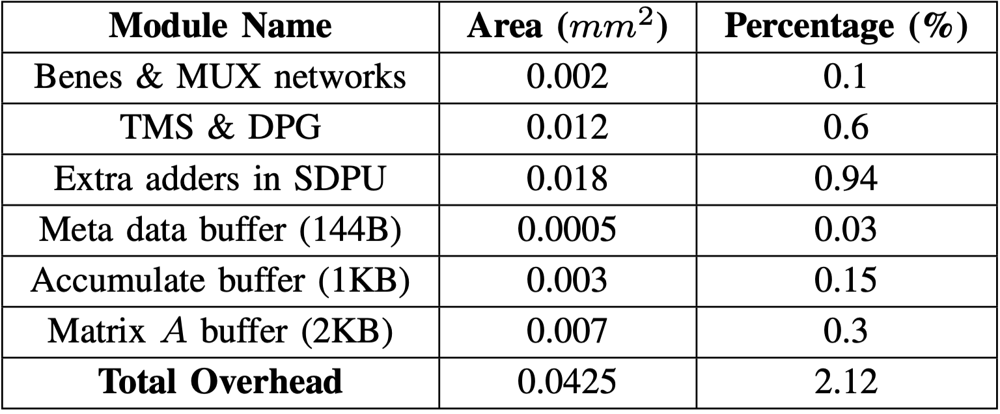 Module Name Area (mm²) Percentage (%)
Benes & MUX networks 0.002 0.1
TMS & DPG 0.012 0.6
Extra adders in SDPU 0.018 0.94
Meta data buffer (144B) 0.0005 0.03
Accumulate buffer (1KB) 0.003 0.15
Matrix A buffer (2KB) 0.007 0.3
Total Overhead 0.0425 2.12